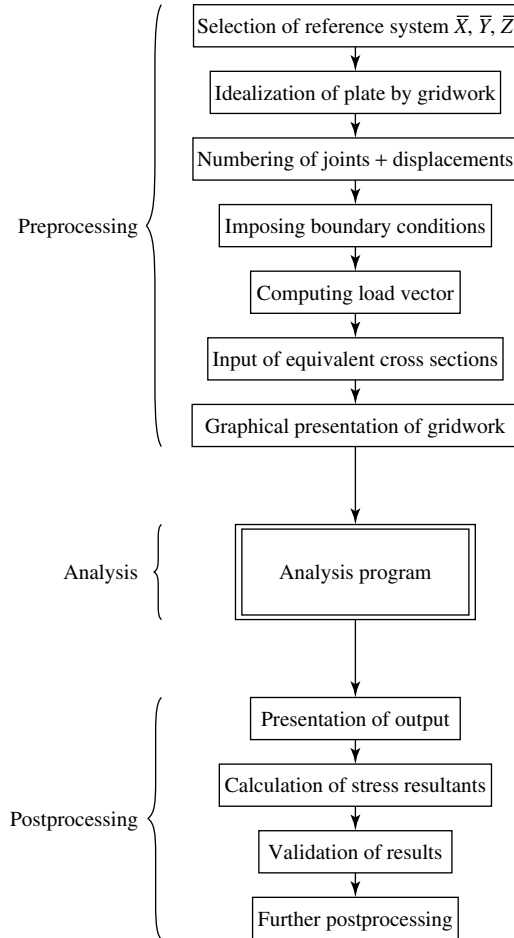 Selection of reference system X̅, Y̅, Z̅
Idealization of plate by gridwork
Numbering of joints + displacements
Preprocessing
Imposing boundary conditions
Computing load vector
Input of equivalent cross sections
Graphical presentation of gridwork
Analysis
Analysis program
Presentation of output
Calculation of stress resultants
Postprocessing
Validation of results
Further postprocessing